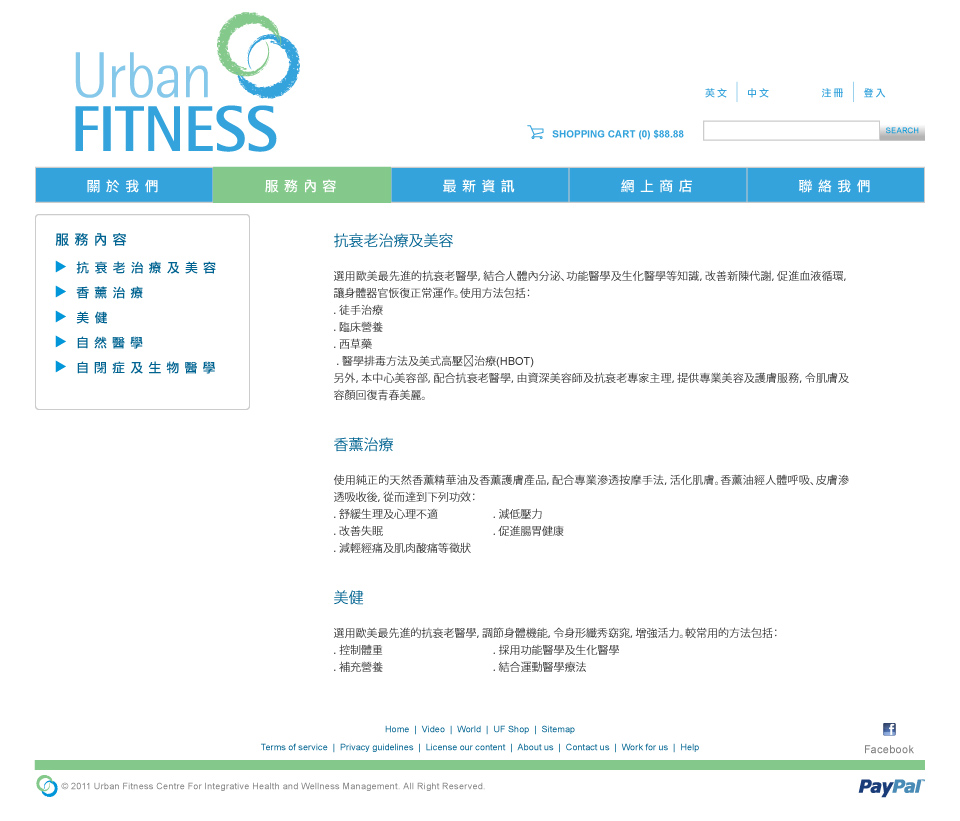 Urban
FITNESS
英文 中文 注冊 登入
SHOPPING CART (0) $88.88 SEARCH
關於我們 服務內容 最新資訊 網上商店 聯絡我們
服務內容
抗衰老治療及美容
香薰治療
美健
自然醫學
自閉症及生物醫學
抗衰老治療及美容
選用歐美最先進的抗衰老醫學, 結合人體內分泌、功能醫學及生化醫學等知識, 改善新陳代謝, 促進血液循環,
讓身體器官恢復正常運作。使用方法包括:
. 徒手治療
. 臨床營養
. 西草藥
. 醫學排毒方法及美式高壓治療(HBOT)
另外, 本中心美容部, 配合抗衰老醫學, 由資深美容師及抗衰老專家主理, 提供專業美容及護膚服務, 令肌膚及
容顏回復青春美麗。
香薰治療
使用純正的天然香薰精華油及香薰護膚產品, 配合專業滲透按摩手法, 活化肌膚。香薰油經人體呼吸、皮膚滲
透吸收後, 從而達到下列功效:
. 舒緩生理及心理不適 . 減低壓力
. 改善失眠 . 促進腸胃健康
. 減輕經痛及肌肉酸痛等徵狀
美健
選用歐美最先進的抗衰老醫學, 調節身體機能, 令身形纖秀窈窕, 增強活力。較常用的方法包括:
. 控制體重 . 採用功能醫學及生化醫學
. 補充營養 . 結合運動醫學療法
Home | Video | World | UF Shop | Sitemap
Terms of service | Privacy guidelines | License our content | About us | Contact us | Work for us | Help
Facebook
© 2011 Urban Fitness Centre For Integrative Health and Wellness Management. All Right Reserved.
PayPal